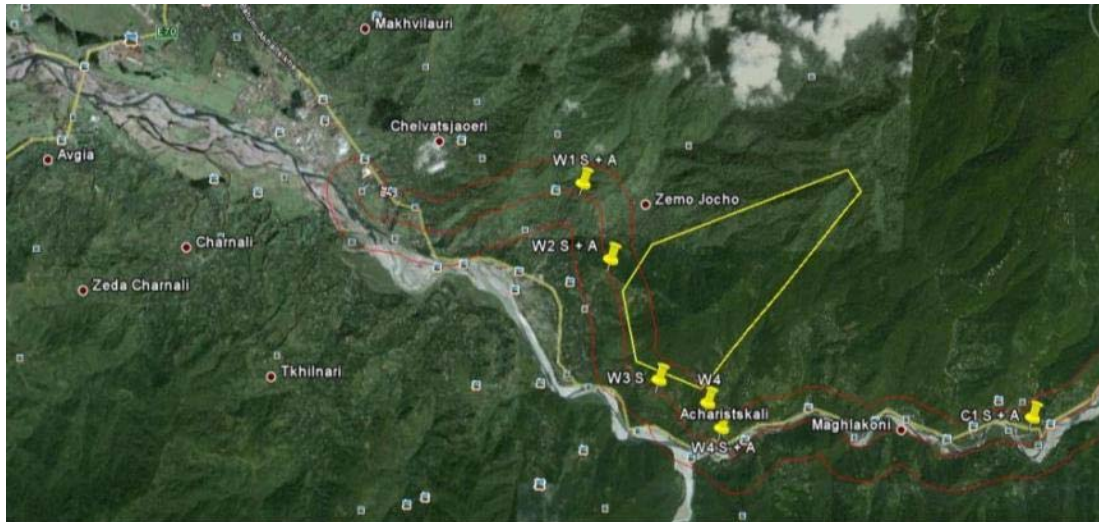 Makhvilauri
E70
Chelvatsjaoeri
Avgia
W1 S + A
Zemo Jocho
Charnali
W2 S + A
Zeda Charnali
Tkhilnari
W3 S
W4
Acharistskali
C1 S + A
Maghlakoni
W4 S + A